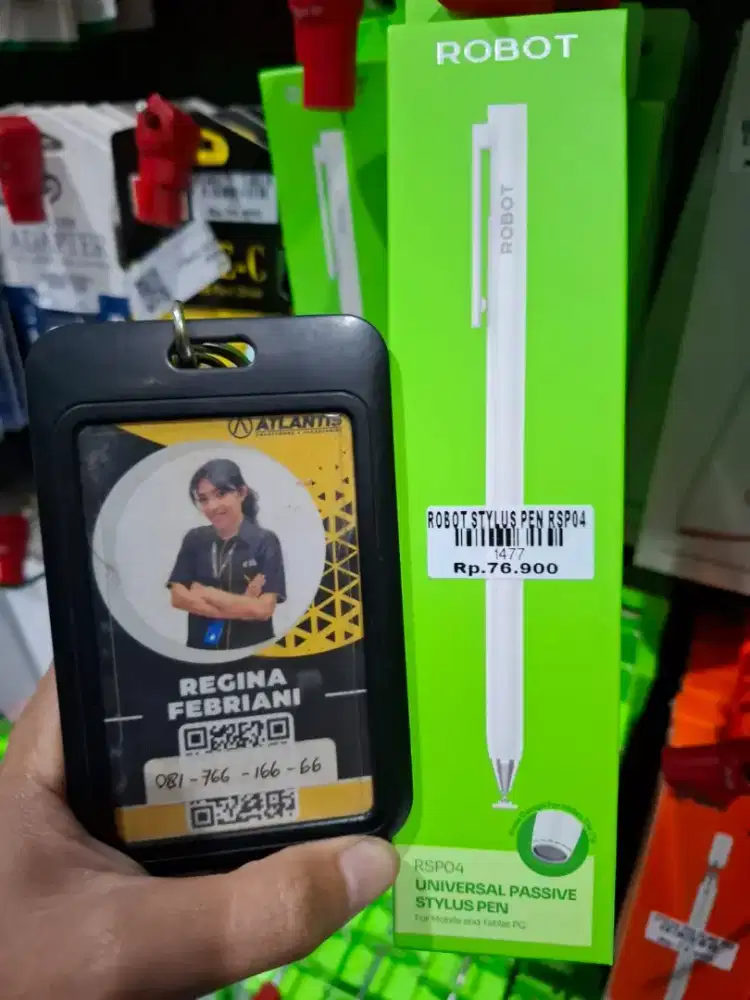 ROBOT
ROBOT
ADAPTER
ATLANTIS
ROBOT STYLUS PEN RSP04
1477
Rp.76.900
REGINA
FEBRIANI
081-766-166-66
RSP04
UNIVERSAL PASSIVE
STYLUS PEN
For Mobile and Tablet PC